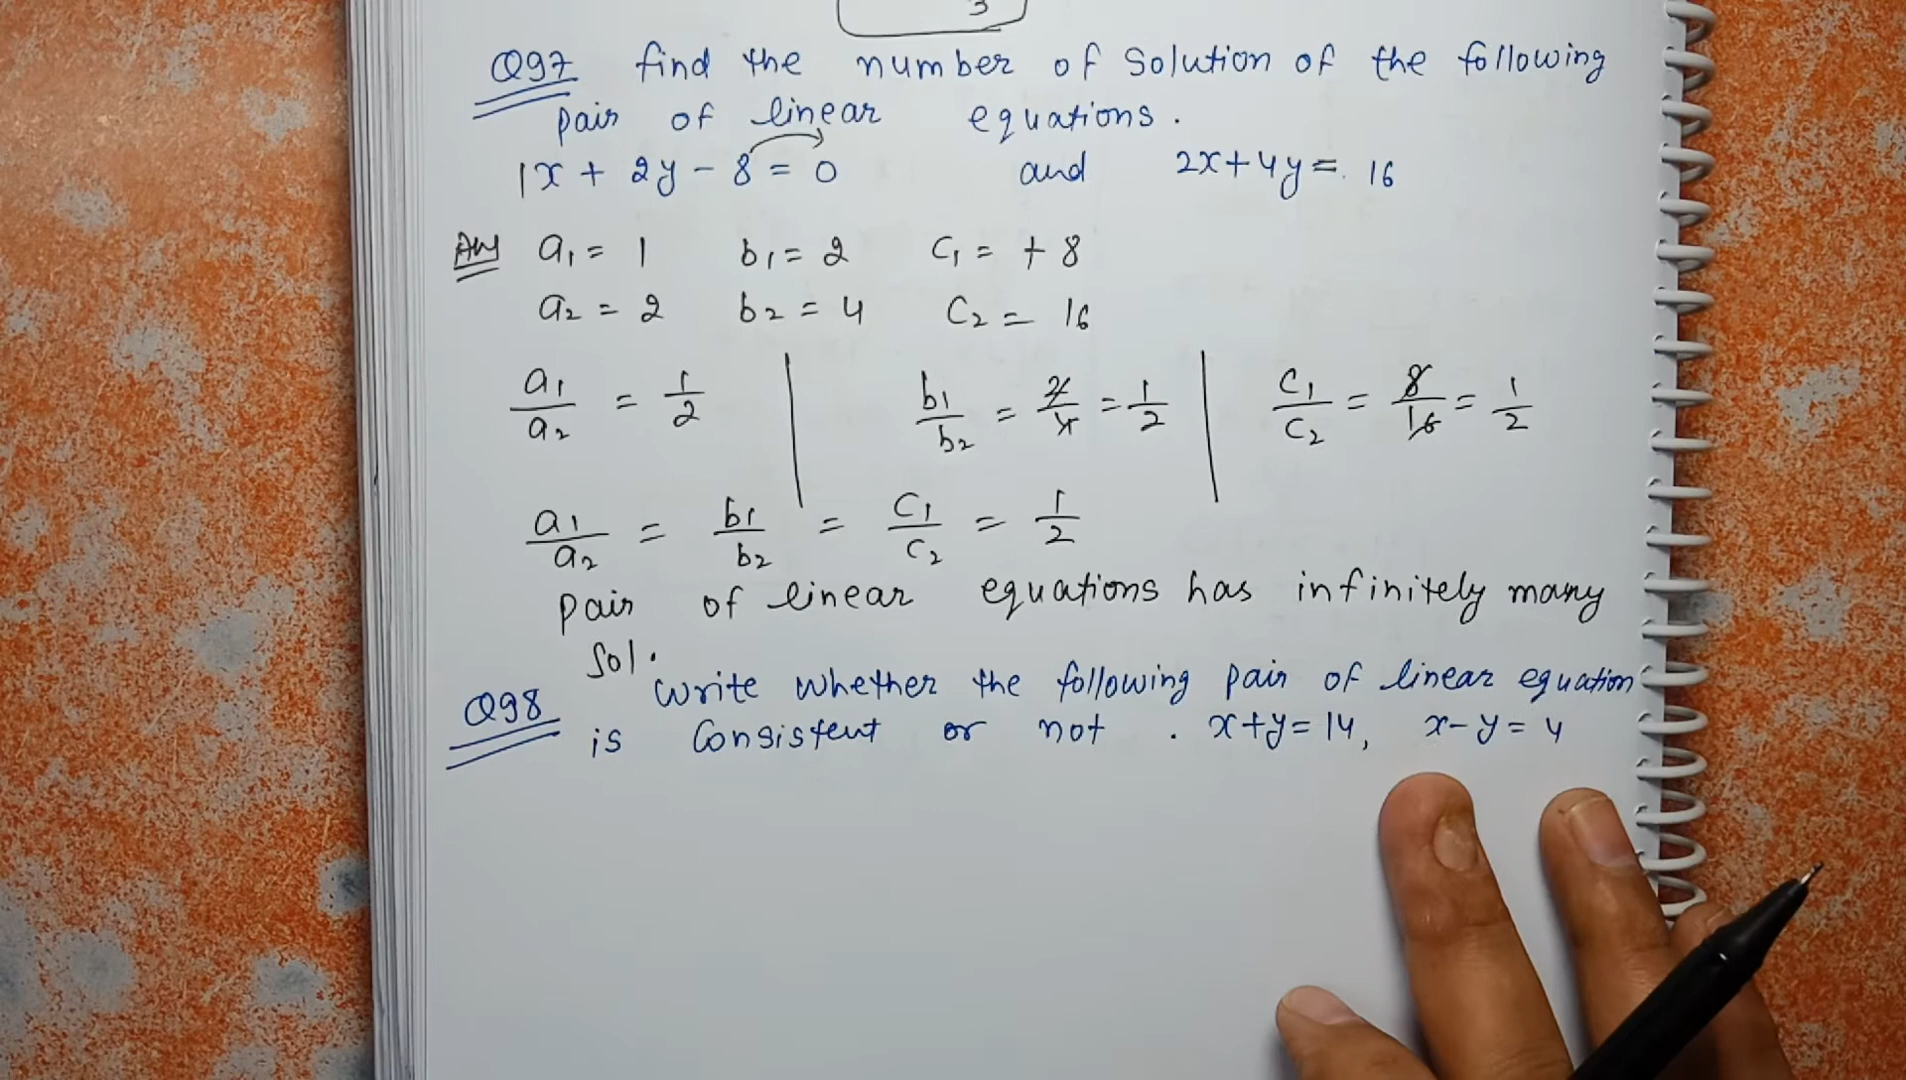 3
Q97 find the number of solution of the following
pair of linear equations.
1x + 2y - 8 = 0 and 2x+4y = 16
Ans a₁ = 1 b₁ = 2 c₁ = + 8
a₂ = 2 b₂ = 4 c₂ = 16
a₁/a₂ = 1/2 | b₁/b₂ = 2/4 = 1/2 | c₁/c₂ = 8/16 = 1/2
a₁/a₂ = b₁/b₂ = c₁/c₂ = 1/2
pair of linear equations has infinitely many
sol.
Q98 write whether the following pair of linear equation
is consistent or not . x+y = 14, x-y = 4